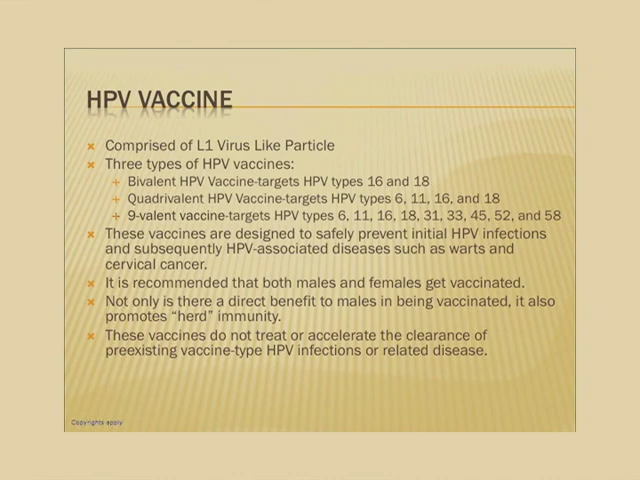 HPV VACCINE
Comprised of L1 Virus Like Particle
Three types of HPV vaccines:
Bivalent HPV Vaccine-targets HPV types 16 and 18
Quadrivalent HPV Vaccine-targets HPV types 6, 11, 16, and 18
9-valent vaccine-targets HPV types 6, 11, 16, 18, 31, 33, 45, 52, and 58
These vaccines are designed to safely prevent initial HPV infections
and subsequently HPV-associated diseases such as warts and
cervical cancer.
It is recommended that both males and females get vaccinated.
Not only is there a direct benefit to males in being vaccinated, it also
promotes “herd” immunity.
These vaccines do not treat or accelerate the clearance of
preexisting vaccine-type HPV infections or related disease.
Copyrights apply